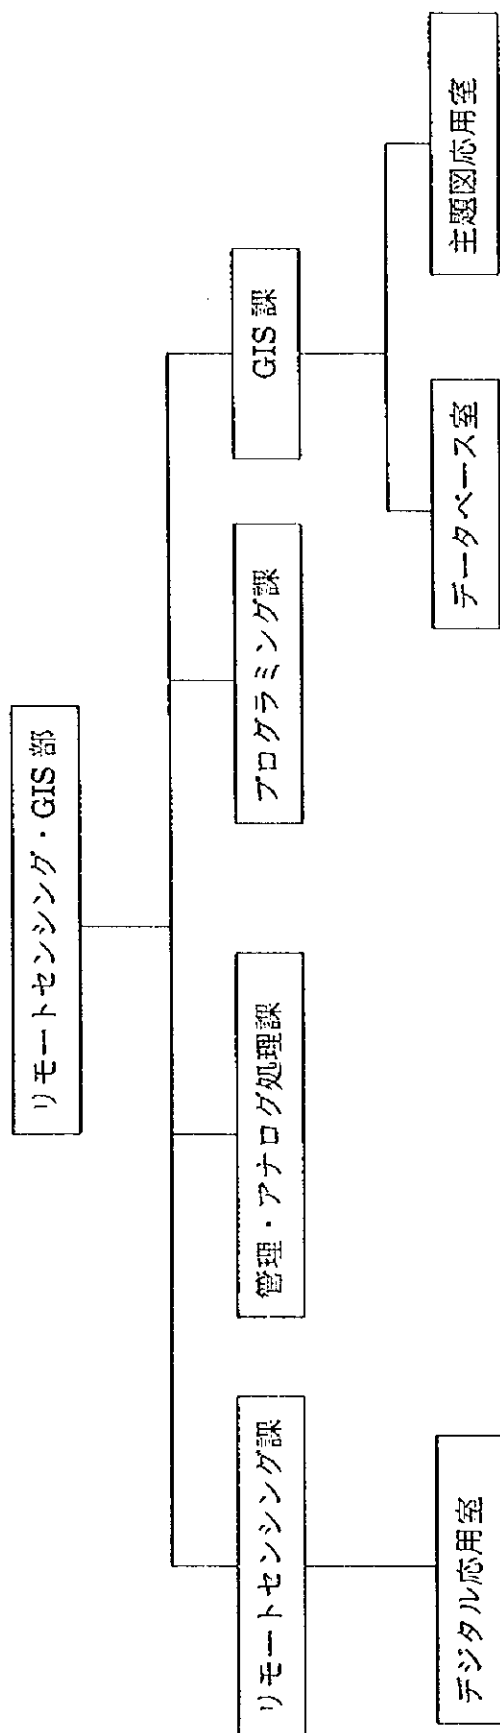 リモートセンシング・GIS 部
リモートセンシング課
管理・アナログ処理課
プログラミング課
GIS 課
デジタル応用室
データベース室
主題図応用室